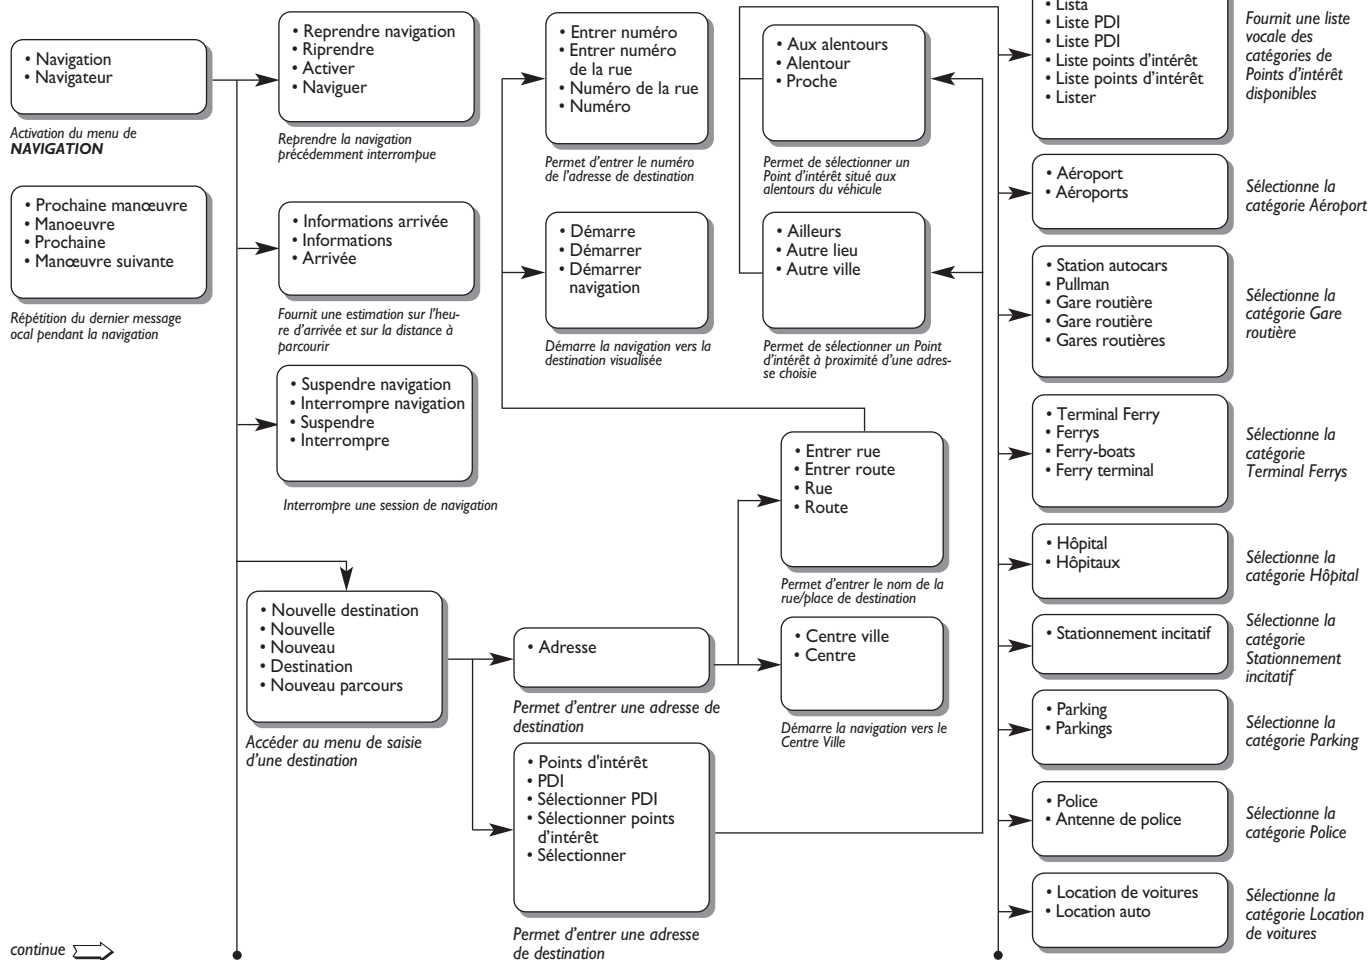 • Navigation
• Navigateur
Activation du menu de
NAVIGATION
• Prochaine manœuvre
• Manoeuvre
• Prochaine
• Manœuvre suivante
Répétition du dernier message
ocal pendant la navigation
• Reprendre navigation
• Riprendre
• Activer
• Naviguer
Reprendre la navigation
précédemment interrompue
• Informations arrivée
• Informations
• Arrivée
Fournit une estimation sur l'heu-
re d'arrivée et sur la distance à
parcourir
• Suspendre navigation
• Interrompre navigation
• Suspendre
• Interrompre
Interrompre une session de navigation
• Nouvelle destination
• Nouvelle
• Nouveau
• Destination
• Nouveau parcours
Accéder au menu de saisie
d'une destination
• Entrer numéro
• Entrer numéro
de la rue
• Numéro de la rue
• Numéro
Permet d'entrer le numéro
de l'adresse de destination
• Démarre
• Démarrer
• Démarrer
navigation
Démarre la navigation vers la
destination visualisée
• Adresse
Permet d'entrer une adresse de
destination
• Points d'intérêt
• PDI
• Sélectionner PDI
• Sélectionner points
d'intérêt
• Sélectionner
Permet d'entrer une adresse
de destination
• Aux alentours
• Alentour
• Proche
Permet de sélectionner un
Point d'intérêt situé aux
alentours du véhicule
• Ailleurs
• Autre lieu
• Autre ville
Permet de sélectionner un Point
d'intérêt à proximité d'une adres-
se choisie
• Entrer rue
• Entrer route
• Rue
• Route
Permet d'entrer le nom de la
rue/place de destination
• Centre ville
• Centre
Démarre la navigation vers le
Centre Ville
• Lista
• Liste PDI
• Liste PDI
• Liste points d'intérêt
• Liste points d'intérêt
• Lister
Fournit une liste
vocale des
catégories de
Points d'intérêt
disponibles
• Aéroport
• Aéroports
Sélectionne la
catégorie Aéroport
• Station autocars
• Pullman
• Gare routière
• Gare routière
• Gares routières
Sélectionne la
catégorie Gare
routière
• Terminal Ferry
• Ferrys
• Ferry-boats
• Ferry terminal
Sélectionne la
catégorie
Terminal Ferrys
• Hôpital
• Hôpitaux
Sélectionne la
catégorie Hôpital
• Stationnement incitatif
Sélectionne la
catégorie
Stationnement
incitatif
• Parking
• Parkings
Sélectionne la
catégorie Parking
• Police
• Antenne de police
Sélectionne la
catégorie Police
• Location de voitures
• Location auto
Sélectionne la
catégorie Location
de voitures
continue